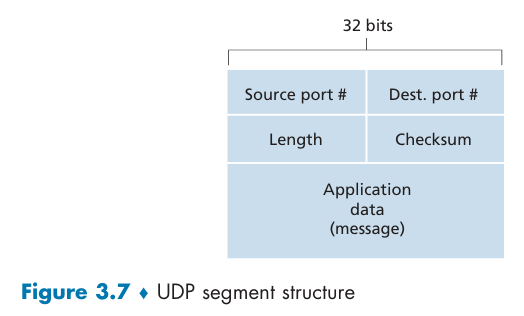 32 bits
Source port # Dest. port #
Length Checksum
Application
data
(message)
Figure 3.7 ♦ UDP segment structure